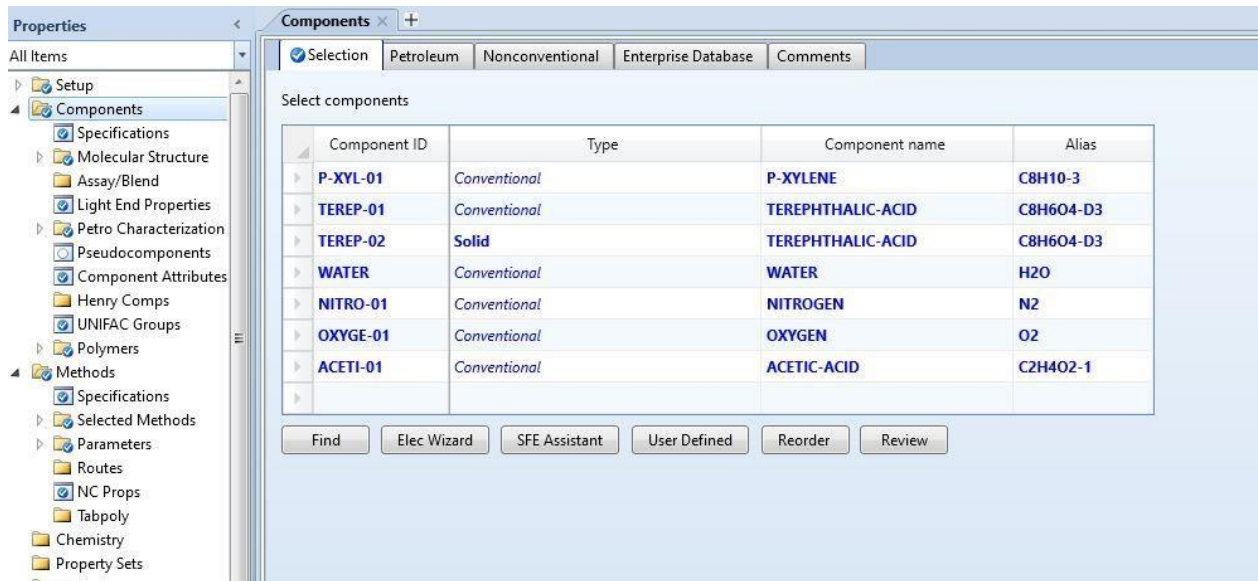 Properties
All Items
Setup
Components
Specifications
Molecular Structure
Assay/Blend
Light End Properties
Petro Characterization
Pseudocomponents
Component Attributes
Henry Comps
UNIFAC Groups
Polymers
Methods
Specifications
Selected Methods
Parameters
Routes
NC Props
Tabpoly
Chemistry
Property Sets
Components
Selection Petroleum Nonconventional Enterprise Database Comments
Select components
Component ID Type Component name Alias
P-XYL-01 Conventional P-XYLENE C8H10-3
TEREP-01 Conventional TEREPHTHALIC-ACID C8H6O4-D3
TEREP-02 Solid TEREPHTHALIC-ACID C8H6O4-D3
WATER Conventional WATER H2O
NITRO-01 Conventional NITROGEN N2
OXYGE-01 Conventional OXYGEN O2
ACETI-01 Conventional ACETIC-ACID C2H4O2-1
Find Elec Wizard SFE Assistant User Defined Reorder Review